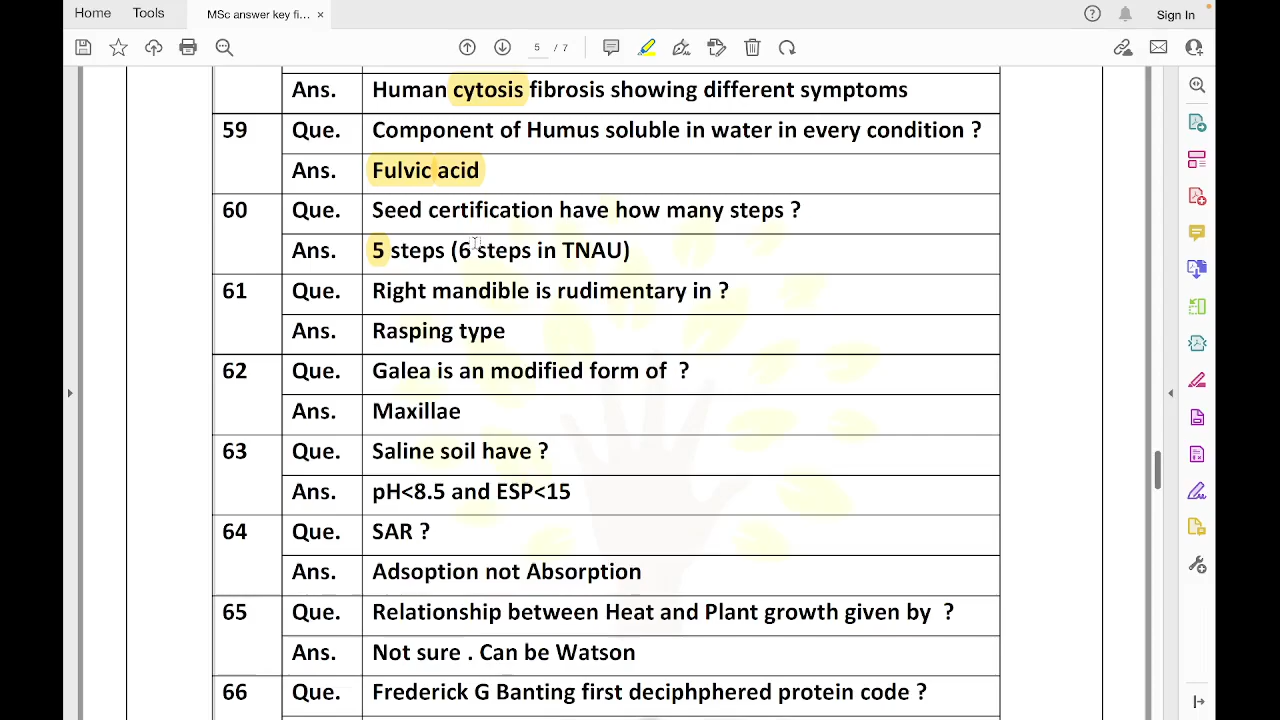 Home Tools MSc answer key fi... × Sign In
5 / 7
Ans. Human cytosis fibrosis showing different symptoms
59 Que. Component of Humus soluble in water in every condition ?
Ans. Fulvic acid
60 Que. Seed certification have how many steps ?
Ans. 5 steps (6 steps in TNAU)
61 Que. Right mandible is rudimentary in ?
Ans. Rasping type
62 Que. Galea is an modified form of ?
Ans. Maxillae
63 Que. Saline soil have ?
Ans. pH<8.5 and ESP<15
64 Que. SAR ?
Ans. Adsoption not Absorption
65 Que. Relationship between Heat and Plant growth given by ?
Ans. Not sure . Can be Watson
66 Que. Frederick G Banting first deciphphered protein code ?